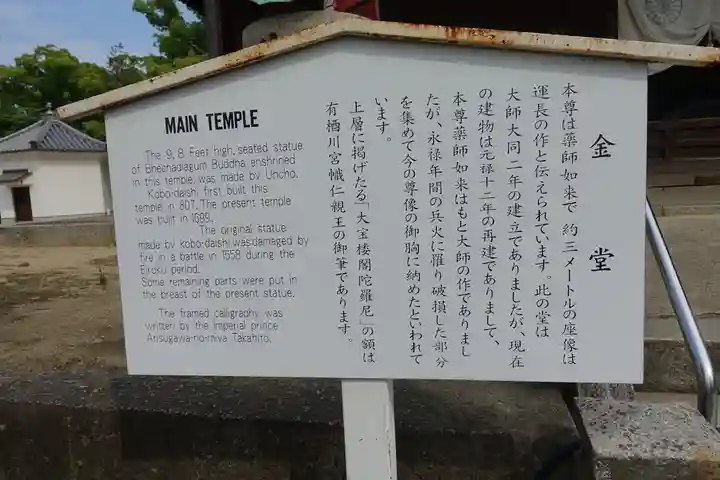 MAIN TEMPLE
The 9, 8 Feet high, seated statue
of Bhechadiagum Buddha enshrined
in this temple, was made by Uncho.
Kobo-daish, first built this
temple in 807. The present temple
was built in 1699.
The original statue
made by kobo-daish was damaged by
fire in a battle in 1558 during the
Eiroku period.
Some remaining parts were put in
the breast of the present statue.
The framed calligraphy was
written by the imperial prince
Arisugawa-no-miya Takahito.
金堂
本尊は薬師如来で 約三メートルの座像は
運長の作と伝えられています。此の堂は
大師大同二年の建立でありましたが、現在
の建物は元禄十二年の再建でありまして、
本尊薬師如来はもと大師の作でありまし
たが、永禄年間の兵火に罹り破損した部分
を集めて今の尊像の御胸に納めたといわれて
います。
上層に掲げたる「大宝楼閣陀羅尼」の額は
有栖川宮幟仁親王の御筆であります。